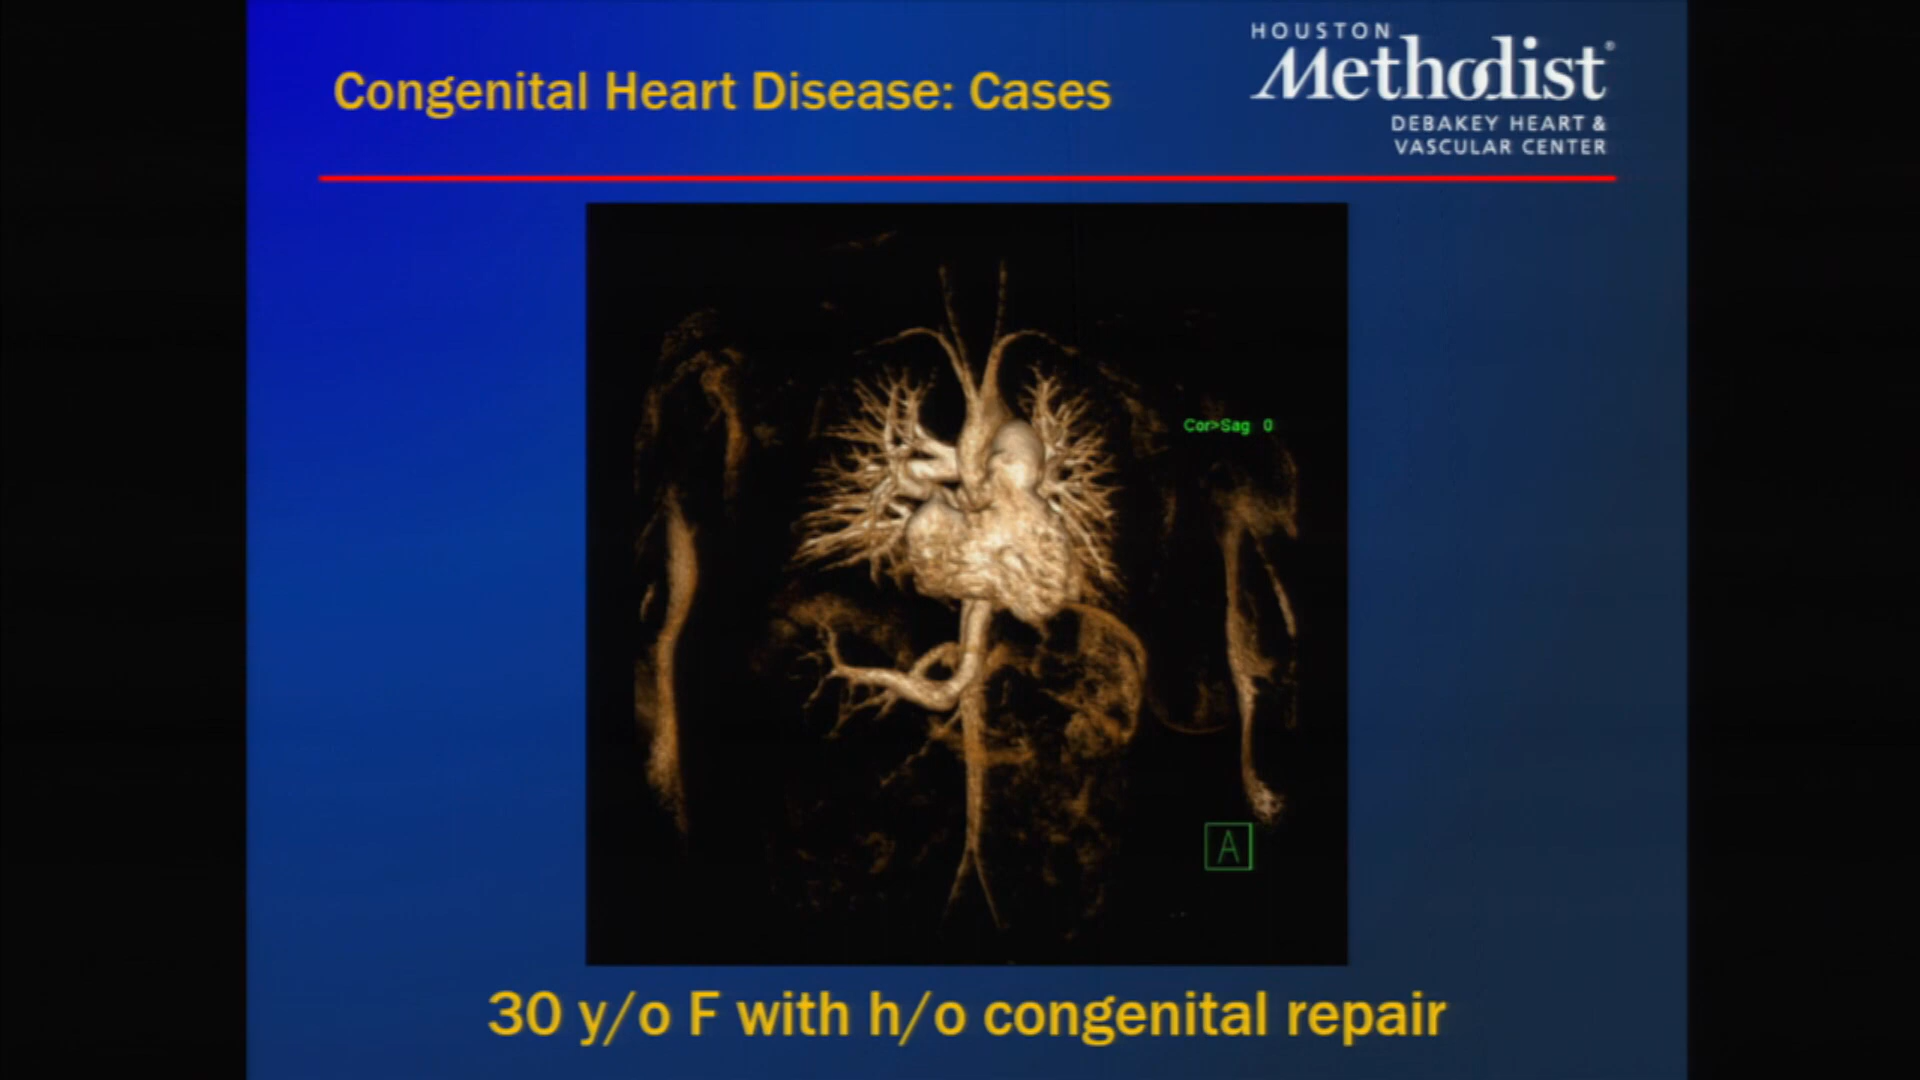 Congenital Heart Disease: Cases
HOUSTON
Methodist®
DEBAKEY HEART &
VASCULAR CENTER
Cor>Sag 0
A
30 y/o F with h/o congenital repair